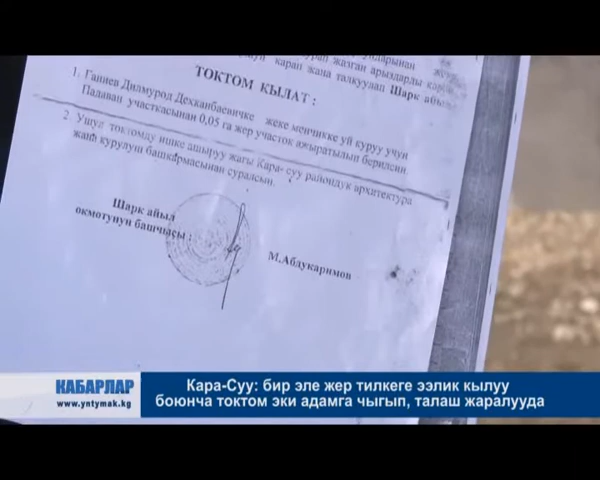 карап жана талкуулап Шарк айыл
ТОКТОМ КЫЛАТ :
1. Ганиев Дилмурод Дехканбаевичке жеке менчикке үй куруу үчүн
Падаван участкасынан 0,05 га жер участок ажыратылып берилсин.
2. Ушул токтомду ишке ашыруу жагы Кара- суу райондук архитектура
жана курулуш башкармасынан суралсын.
Шарк айыл
окмотунун башчысы :
М.Абдукаримов
КАБАРЛАР
www.yntymak.kg
Кара-Суу: бир эле жер тилкеге ээлик кылуу
боюнча токтом эки адамга чыгып, талаш жаралууда